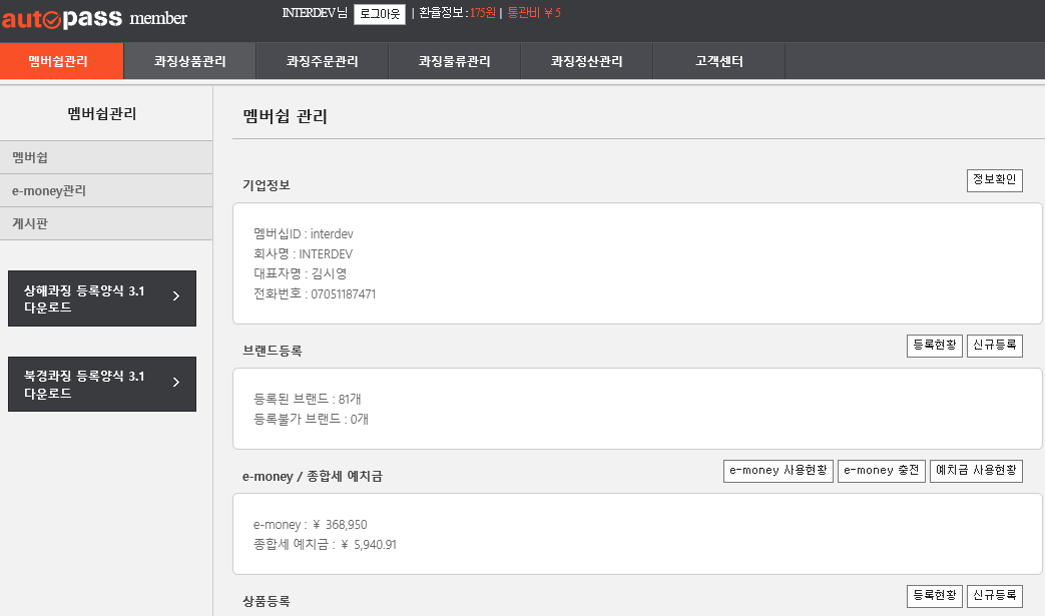 autopass member
INTERDEV님 로그아웃 | 환율정보:175원 | 통관비 ¥ 5
멤버쉽관리 콰징상품관리 콰징주문관리 콰징물류관리 콰징정산관리 고객센터
멤버쉽관리
멤버쉽
e-money관리
게시판
상해콰징 등록양식 3.1
다운로드
북경콰징 등록양식 3.1
다운로드
멤버쉽 관리
기업정보 정보확인
멤버십ID : interdev
회사명 : INTERDEV
대표자명 : 김시영
전화번호 : 07051187471
브랜드등록 등록현황 신규등록
등록된 브랜드 : 81개
등록불가 브랜드 : 0개
e-money / 종합세 예치금 e-money 사용현황 e-money 충전 예치금 사용현황
e-money : ¥ 368,950
종합세 예치금 : ¥ 5,940.91
상품등록 등록현황 신규등록